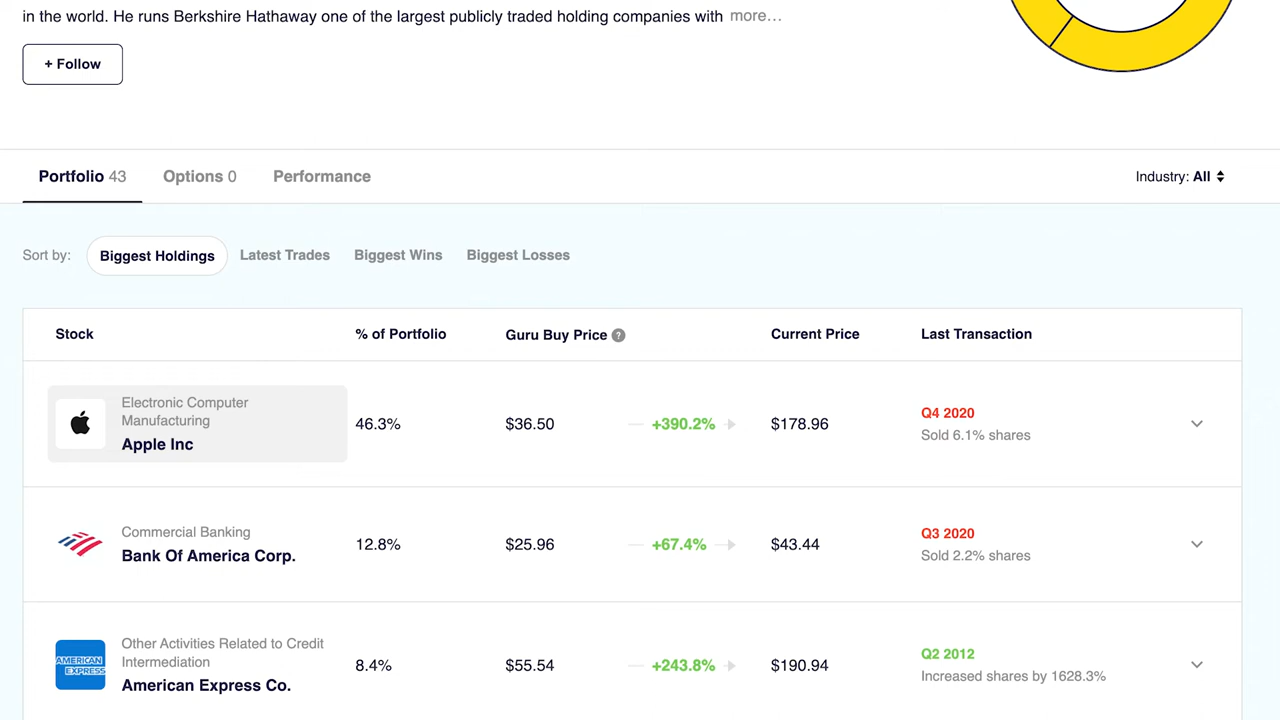 in the world. He runs Berkshire Hathaway one of the largest publicly traded holding companies with more...
+ Follow
Portfolio 43 Options 0 Performance Industry: All
Sort by: Biggest Holdings Latest Trades Biggest Wins Biggest Losses
Stock % of Portfolio Guru Buy Price ? Current Price Last Transaction
Electronic Computer
Manufacturing
Apple Inc
46.3% $36.50 +390.2% $178.96
Q4 2020
Sold 6.1% shares
Commercial Banking
Bank Of America Corp.
12.8% $25.96 +67.4% $43.44
Q3 2020
Sold 2.2% shares
AMERICAN
EXPRESS
Other Activities Related to Credit
Intermediation
American Express Co.
8.4% $55.54 +243.8% $190.94
Q2 2012
Increased shares by 1628.3%